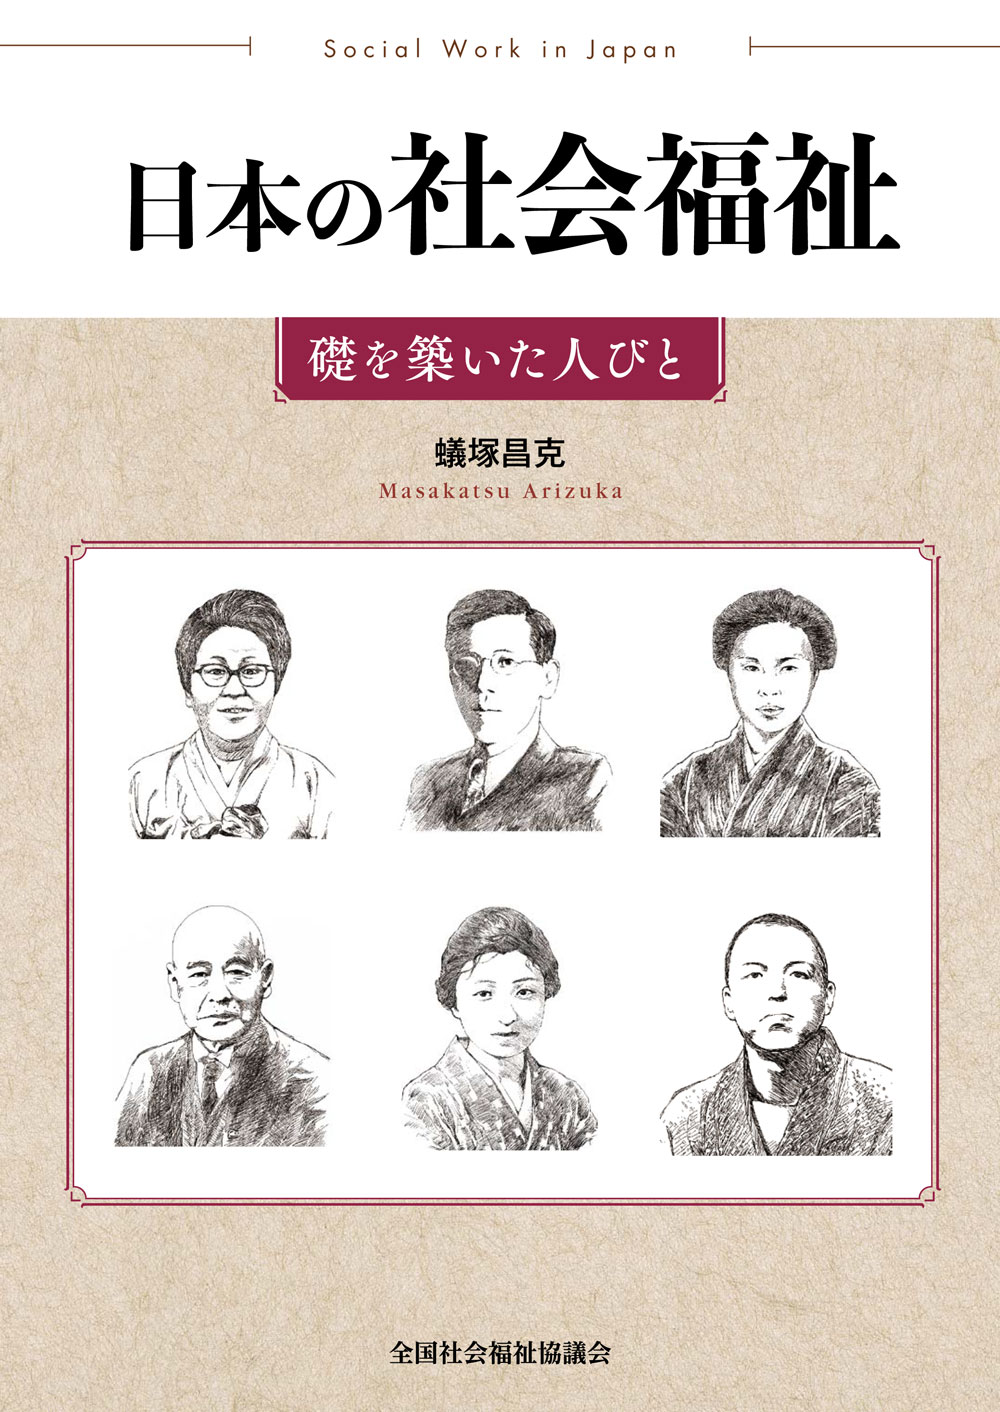 Social Work in Japan
日本の社会福祉
礎を築いた人びと
蟻塚昌克
Masakatsu Arizuka
全国社会福祉協議会